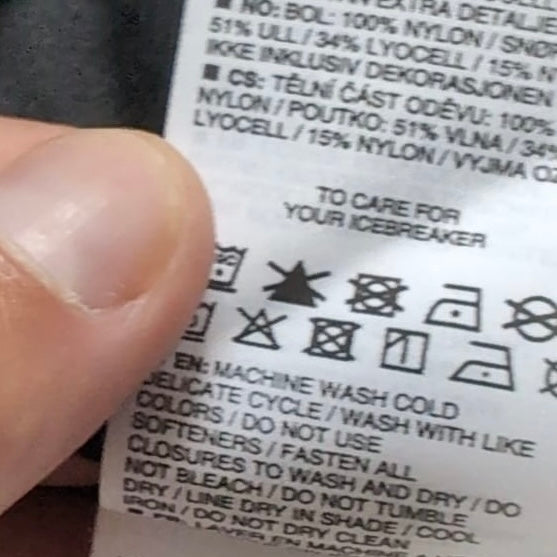 EXTRA DETALJE
NO: BOL: 100% NYLON /
51% ULL / 34% LYOCELL / 15%
IKKE INKLUSIV DEKORASJONEN
CS: TĚLNÍ ČÁST ODĚVU: 100%
NYLON / POUTKO: 51% VLNA / 34%
LYOCELL / 15% NYLON / VYJMA
TO CARE FOR
YOUR ICEBREAKER
EN: MACHINE WASH COLD
DELICATE CYCLE / WASH WITH LIKE
COLORS / DO NOT USE
SOFTENERS / FASTEN ALL
CLOSURES TO WASH AND DRY / DO
NOT BLEACH / DO NOT TUMBLE
DRY / LINE DRY IN SHADE / COOL
IRON / DO NOT DRY CLEAN